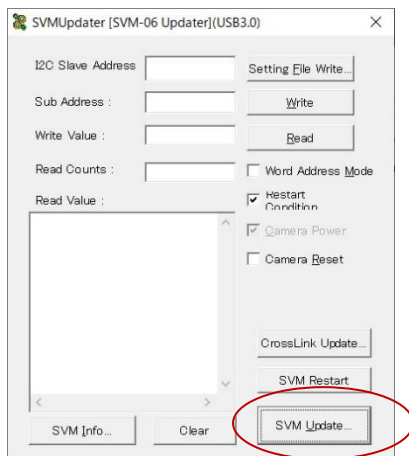 SVMUpdater [SVM-06 Updater](USB3.0)
I2C Slave Address
Setting File Write...
Sub Address :
Write
Write Value :
Read
Read Counts :
Word Address Mode
Read Value :
Restart
Condition
Camera Power
Camera Reset
CrossLink Update...
SVM Restart
SVM Info...
Clear
SVM Update...